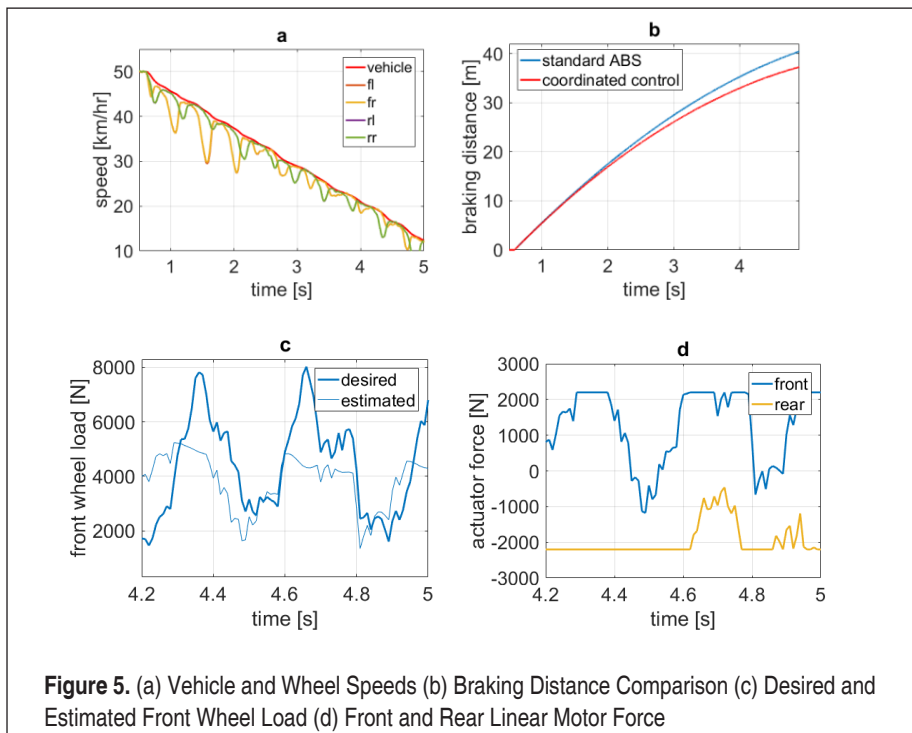 a
speed [km/hr]
50
40
30
20
10
vehicle
fl
fr
rl
rr
1 2 3 4 5
time [s]
b
braking distance [m]
40
30
20
10
0
standard ABS
coordinated control
1 2 3 4
time [s]
c
front wheel load [N]
8000
6000
4000
2000
desired
estimated
4.2 4.4 4.6 4.8 5
time [s]
d
actuator force [N]
3000
2000
1000
0
-1000
-2000
-3000
front
rear
4.2 4.4 4.6 4.8 5
time [s]
Figure 5. (a) Vehicle and Wheel Speeds (b) Braking Distance Comparison (c) Desired and
Estimated Front Wheel Load (d) Front and Rear Linear Motor Force